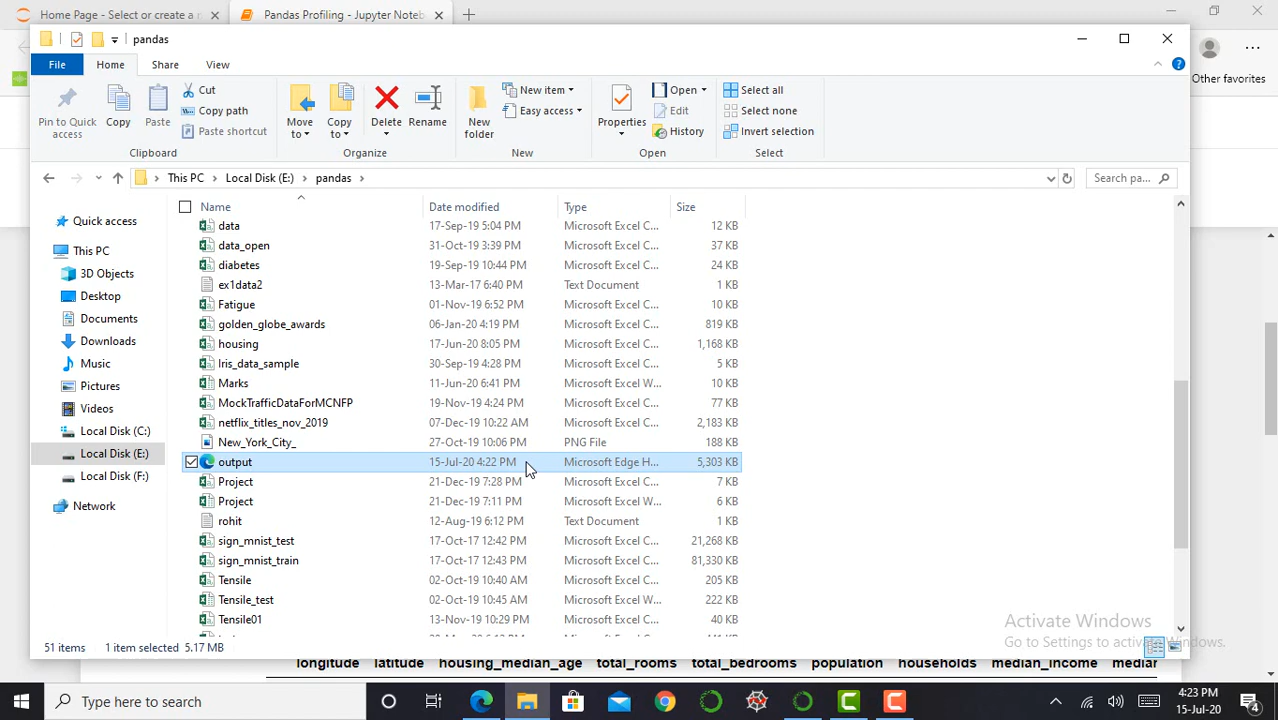 Home Page - Select or create a n
Pandas Profiling - Jupyter Noteb
pandas
File Home Share View
Other favorites
Pin to Quick access
Copy
Paste
Cut
Copy path
Paste shortcut
Move to
Copy to
Delete
Rename
New folder
New item
Easy access
Properties
Open
Edit
History
Select all
Select none
Invert selection
Clipboard Organize New Open Select
This PC Local Disk (E:) pandas
Search pa...
Name Date modified Type Size
Quick access
This PC
3D Objects
Desktop
Documents
Downloads
Music
Pictures
Videos
Local Disk (C:)
Local Disk (E:)
Local Disk (F:)
Network
data 17-Sep-19 5:04 PM Microsoft Excel C... 12 KB
data_open 31-Oct-19 3:39 PM Microsoft Excel C... 37 KB
diabetes 19-Sep-19 10:44 PM Microsoft Excel C... 24 KB
ex1data2 13-Mar-17 6:40 PM Text Document 1 KB
Fatigue 01-Nov-19 6:52 PM Microsoft Excel C... 10 KB
golden_globe_awards 06-Jan-20 4:19 PM Microsoft Excel C... 819 KB
housing 17-Jun-20 8:05 PM Microsoft Excel C... 1,168 KB
Iris_data_sample 30-Sep-19 4:28 PM Microsoft Excel C... 5 KB
Marks 11-Jun-20 6:41 PM Microsoft Excel W... 10 KB
MockTrafficDataForMCNFP 19-Nov-19 4:24 PM Microsoft Excel C... 77 KB
netflix_titles_nov_2019 07-Dec-19 10:22 AM Microsoft Excel C... 2,183 KB
New_York_City_ 27-Oct-19 10:06 PM PNG File 188 KB
output 15-Jul-20 4:22 PM Microsoft Edge H... 5,303 KB
Project 21-Dec-19 7:28 PM Microsoft Excel C... 7 KB
Project 21-Dec-19 7:11 PM Microsoft Excel W... 6 KB
rohit 12-Aug-19 6:12 PM Text Document 1 KB
sign_mnist_test 17-Oct-17 12:42 PM Microsoft Excel C... 21,268 KB
sign_mnist_train 17-Oct-17 12:43 PM Microsoft Excel C... 81,330 KB
Tensile 02-Oct-19 10:40 AM Microsoft Excel C... 205 KB
Tensile_test 02-Oct-19 10:45 AM Microsoft Excel W... 222 KB
Tensile01 13-Nov-19 10:29 PM Microsoft Excel C... 40 KB
Activate Windows
Go to Settings to activate Windows.
51 items 1 item selected 5.17 MB
longitude latitude housing_median_age total_rooms total_bedrooms population households median_income median
Type here to search
4:23 PM
15-Jul-20
4